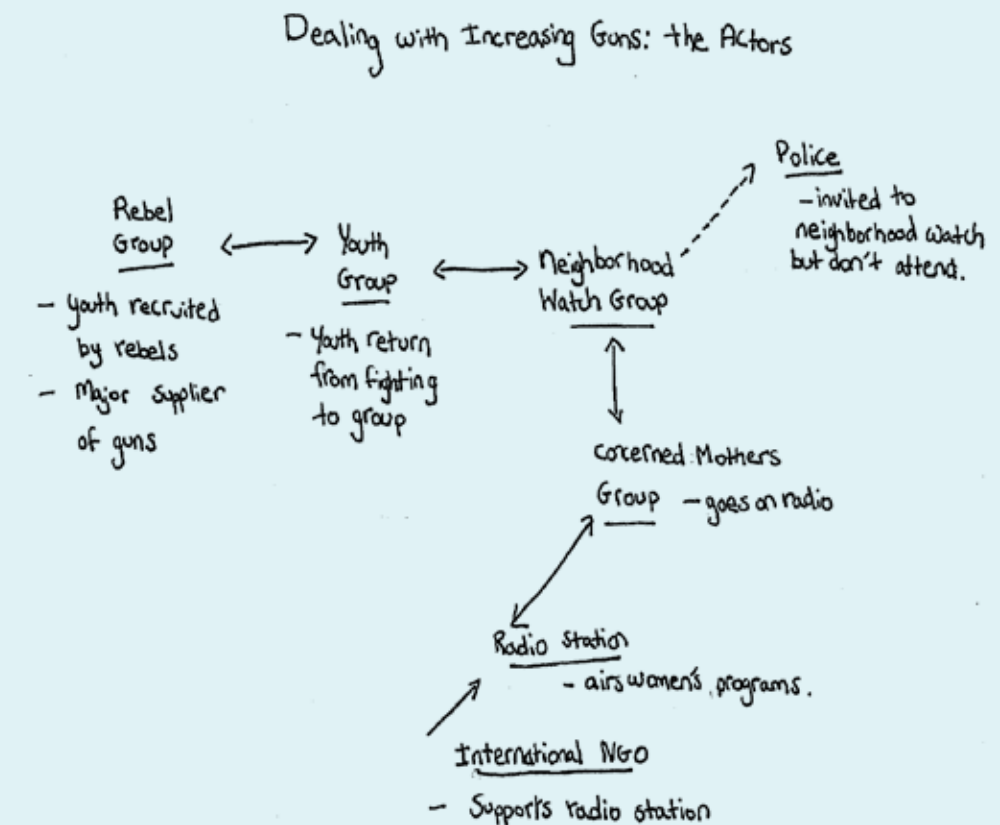 Dealing with Increasing Guns: the Actors
Rebel
Group
- Youth recruited
by rebels
- Major supplier
of guns
Youth
Group
- Youth return
from fighting
to group
Neighborhood
Watch Group
Police
- invited to
neighborhood watch
but don't attend.
Concerned Mothers
Group - goes on radio
Radio Station
- airs women's programs.
International NGO
- Supports radio station